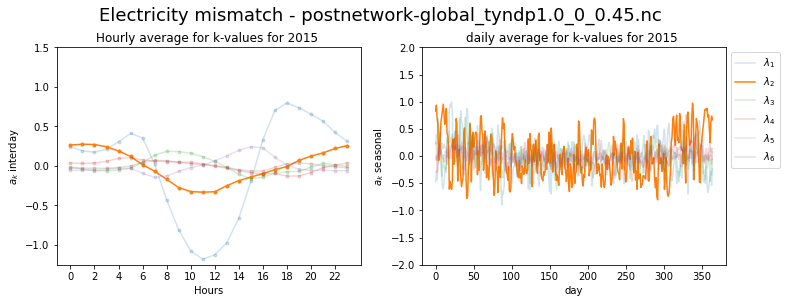 Electricity mismatch - postnetwork-global_tyndp1.0_0_0.45.nc
Hourly average for k-values for 2015
1.5
1.0
0.5
0.0
−0.5
−1.0
a_k interday
0 2 4 6 8 10 12 14 16 18 20 22
Hours
daily average for k-values for 2015
2.0
1.5
1.0
0.5
0.0
−0.5
−1.0
−1.5
−2.0
a_k seasonal
0 50 100 150 200 250 300 350
day
λ₁
λ₂
λ₃
λ₄
λ₅
λ₆